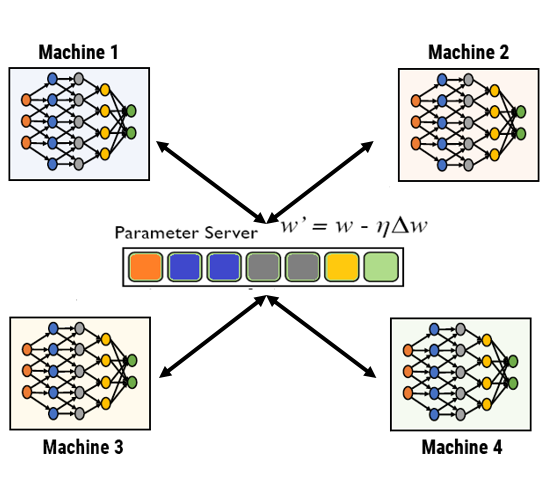 Machine 1
Machine 2
Parameter Server
w' = w - ηΔw
Machine 3
Machine 4